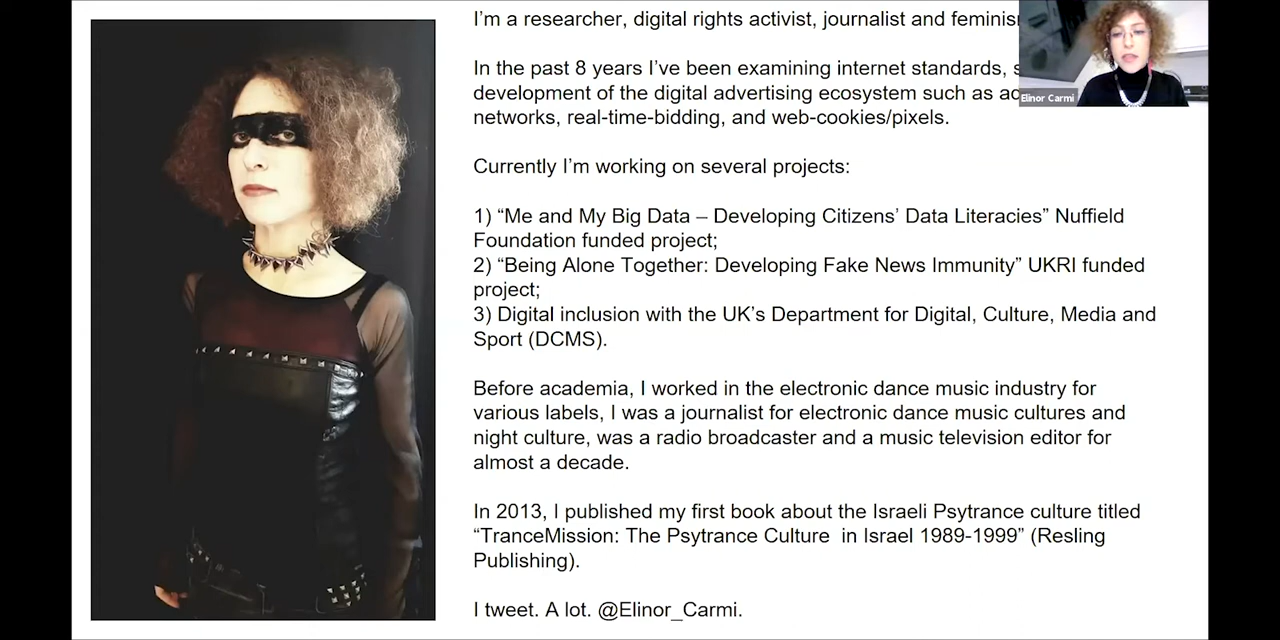 I'm a researcher, digital rights activist, journalist and
In the past 8 years I've been examining internet standards,
development of the digital advertising ecosystem such as
networks, real-time-bidding, and web-cookies/pixels.
Currently I'm working on several projects:
1) “Me and My Big Data – Developing Citizens’ Data Literacies” Nuffield
Foundation funded project;
2) “Being Alone Together: Developing Fake News Immunity” UKRI funded
project;
3) Digital inclusion with the UK’s Department for Digital, Culture, Media and
Sport (DCMS).
Before academia, I worked in the electronic dance music industry for
various labels, I was a journalist for electronic dance music cultures and
night culture, was a radio broadcaster and a music television editor for
almost a decade.
In 2013, I published my first book about the Israeli Psytrance culture titled
“TranceMission: The Psytrance Culture in Israel 1989-1999” (Resling
Publishing).
I tweet. A lot. @Elinor_Carmi.
Elinor Carmi